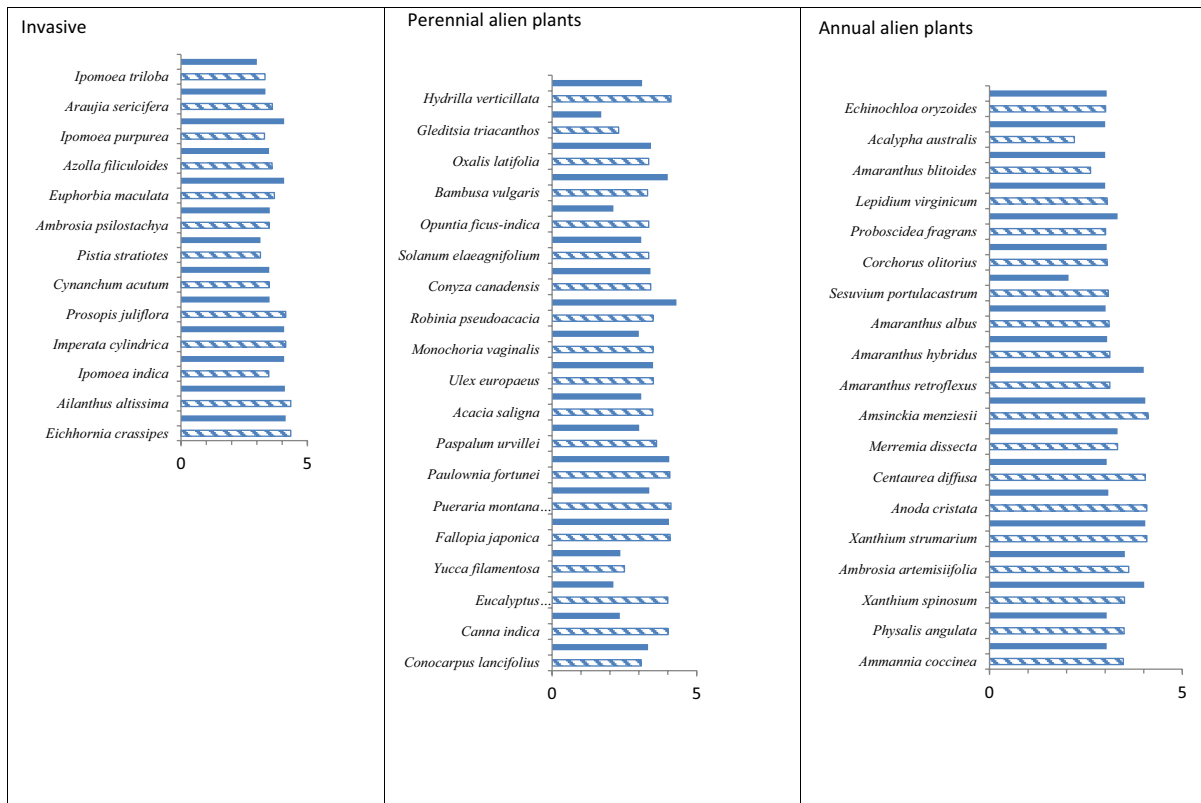 Invasive
Ipomoea triloba
Araujia sericifera
Ipomoea purpurea
Azolla filiculoides
Euphorbia maculata
Ambrosia psilostachya
Pistia stratiotes
Cynanchum acutum
Prosopis juliflora
Imperata cylindrica
Ipomoea indica
Ailanthus altissima
Eichhornia crassipes
0 5
Perennial alien plants
Hydrilla verticillata
Gleditsia triacanthos
Oxalis latifolia
Bambusa vulgaris
Opuntia ficus-indica
Solanum elaeagnifolium
Conyza canadensis
Robinia pseudoacacia
Monochoria vaginalis
Ulex europaeus
Acacia saligna
Paspalum urvillei
Paulownia fortunei
Pueraria montana…
Fallopia japonica
Yucca filamentosa
Eucalyptus…
Canna indica
Conocarpus lancifolius
0 5
Annual alien plants
Echinochloa oryzoides
Acalypha australis
Amaranthus blitoides
Lepidium virginicum
Proboscidea fragrans
Corchorus olitorius
Sesuvium portulacastrum
Amaranthus albus
Amaranthus hybridus
Amaranthus retroflexus
Amsinckia menziesii
Merremia dissecta
Centaurea diffusa
Anoda cristata
Xanthium strumarium
Ambrosia artemisiifolia
Xanthium spinosum
Physalis angulata
Ammannia coccinea
0 5